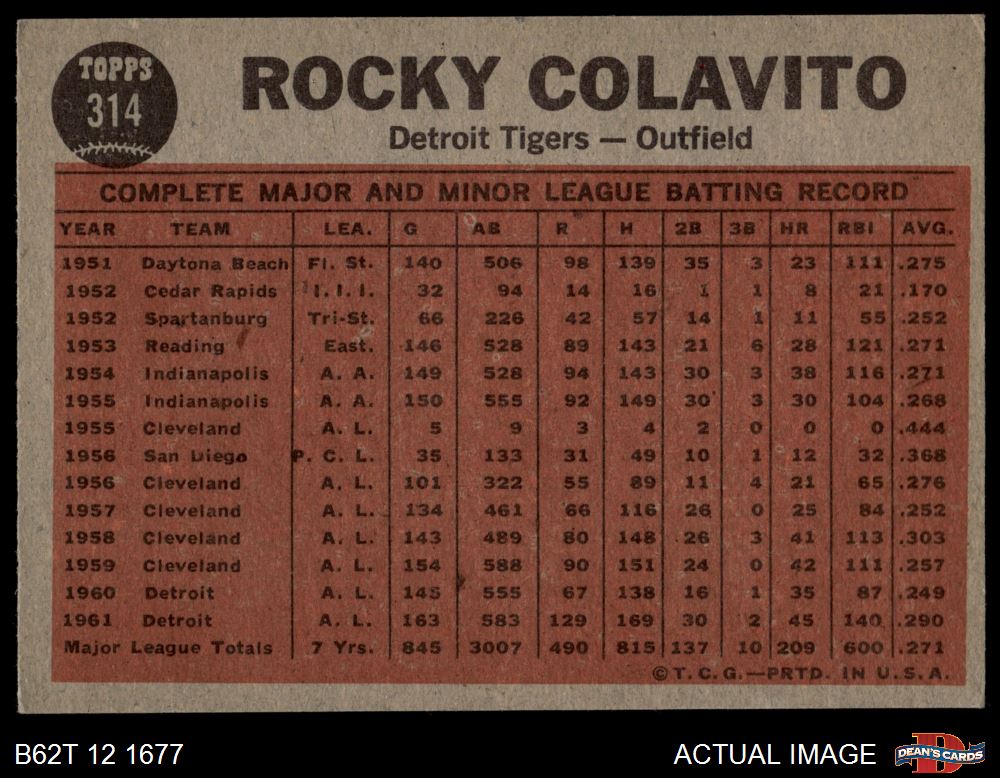 TOPPS
314
ROCKY COLAVITO
Detroit Tigers — Outfield
COMPLETE MAJOR AND MINOR LEAGUE BATTING RECORD
YEAR TEAM LEA. G AB R H 2B 3B HR RBI AVG.
1951 Daytona Beach Fl. St. 140 506 98 139 35 3 23 111 .275
1952 Cedar Rapids I. I. I. 32 94 14 16 1 1 8 21 .170
1952 Spartanburg Tri-St. 66 226 42 57 14 1 11 55 .252
1953 Reading East. 146 528 89 143 21 6 28 121 .271
1954 Indianapolis A. A. 149 528 94 143 30 3 38 116 .271
1955 Indianapolis A. A. 150 555 92 149 30 3 30 104 .268
1955 Cleveland A. L. 5 9 3 4 2 0 0 0 .444
1956 San Diego P. C. L. 35 133 31 49 10 1 12 32 .368
1956 Cleveland A. L. 101 322 55 89 11 4 21 65 .276
1957 Cleveland A. L. 134 461 66 116 26 0 25 84 .252
1958 Cleveland A. L. 143 489 80 148 26 3 41 113 .303
1959 Cleveland A. L. 154 588 90 151 24 0 42 111 .257
1960 Detroit A. L. 145 555 67 138 16 1 35 87 .249
1961 Detroit A. L. 163 583 129 169 30 2 45 140 .290
Major League Totals 7 Yrs. 845 3007 490 815 137 10 209 600 .271
© T. C. G.—PRTD. IN U. S. A.
B62T 12 1677
ACTUAL IMAGE
DEAN'S CARDS